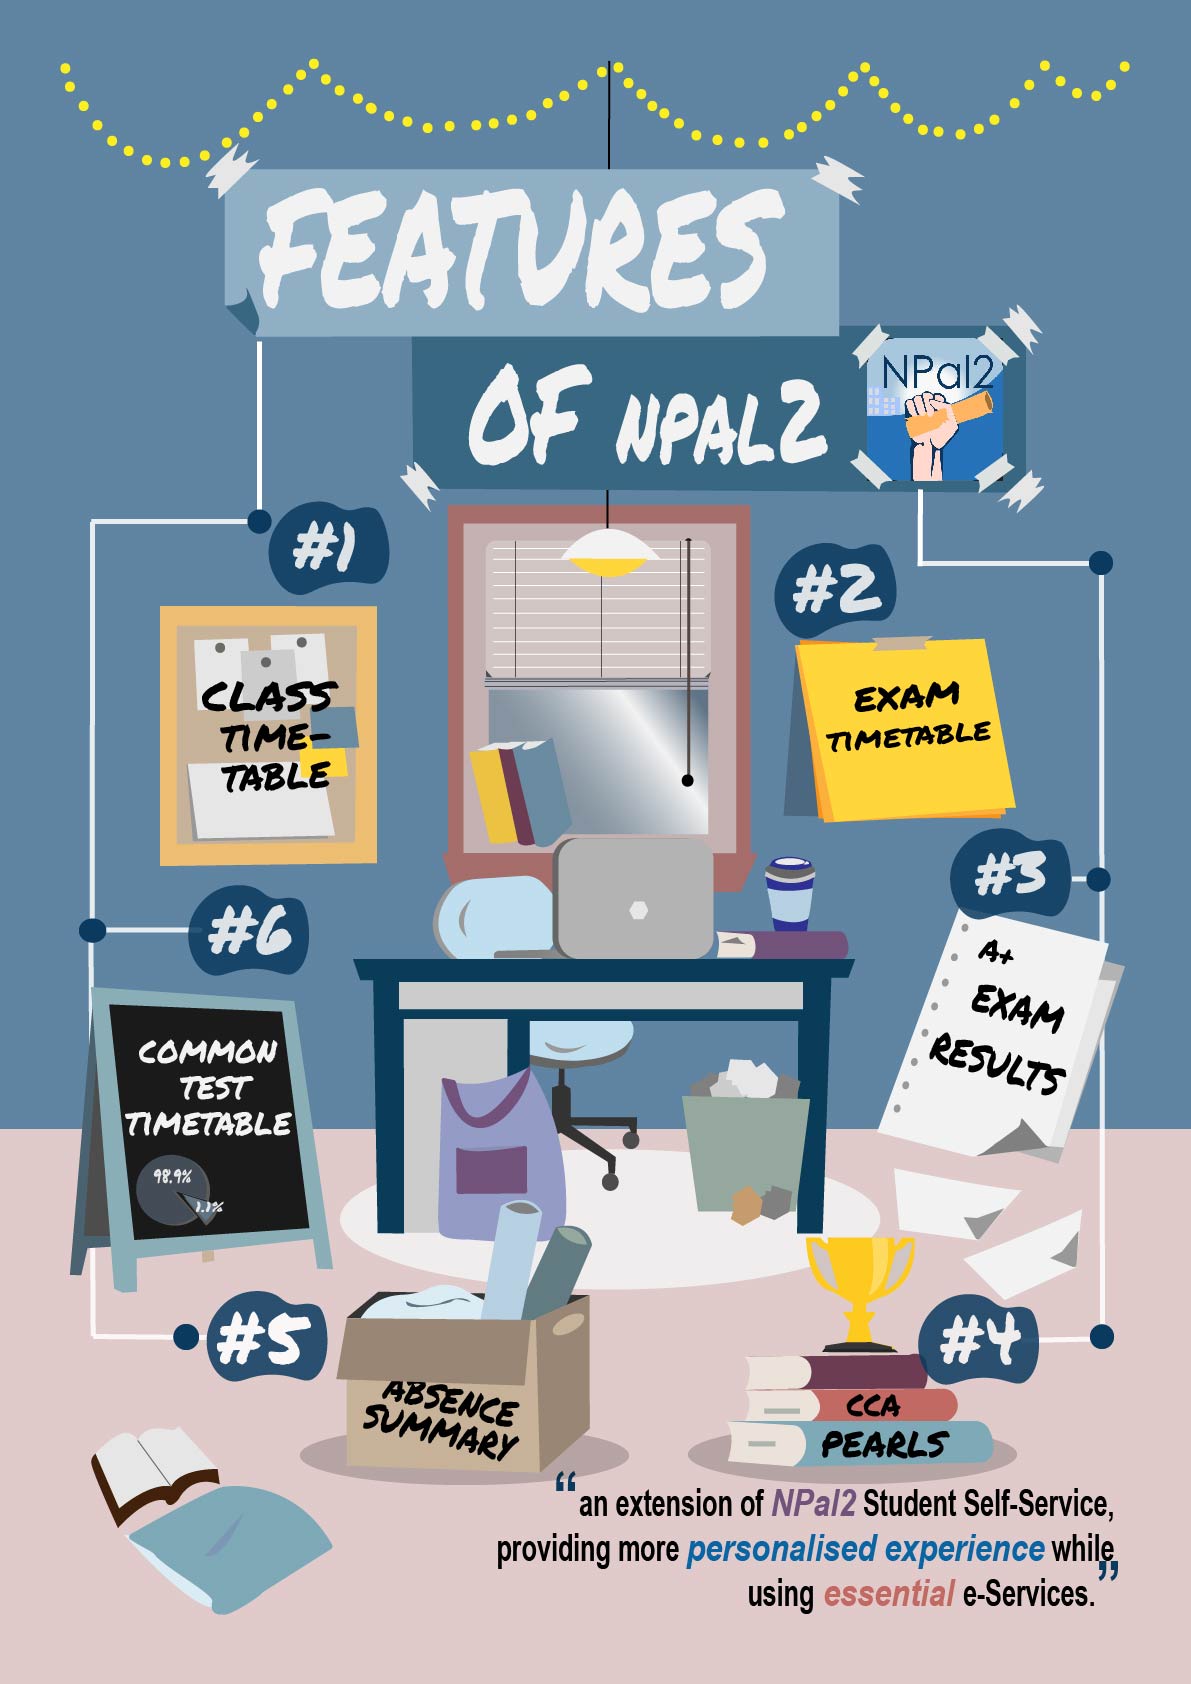 FEATURES
OF NPAL2
NPal2
#1
CLASS
TIME-
TABLE
#2
EXAM
TIMETABLE
#3
A+
EXAM
RESULTS
#6
COMMON
TEST
TIMETABLE
98.9%
1.1%
#5
ABSENCE
SUMMARY
#4
CCA
PEARLS
“an extension of NPal2 Student Self-Service,
providing more personalised experience while
using essential e-Services.”